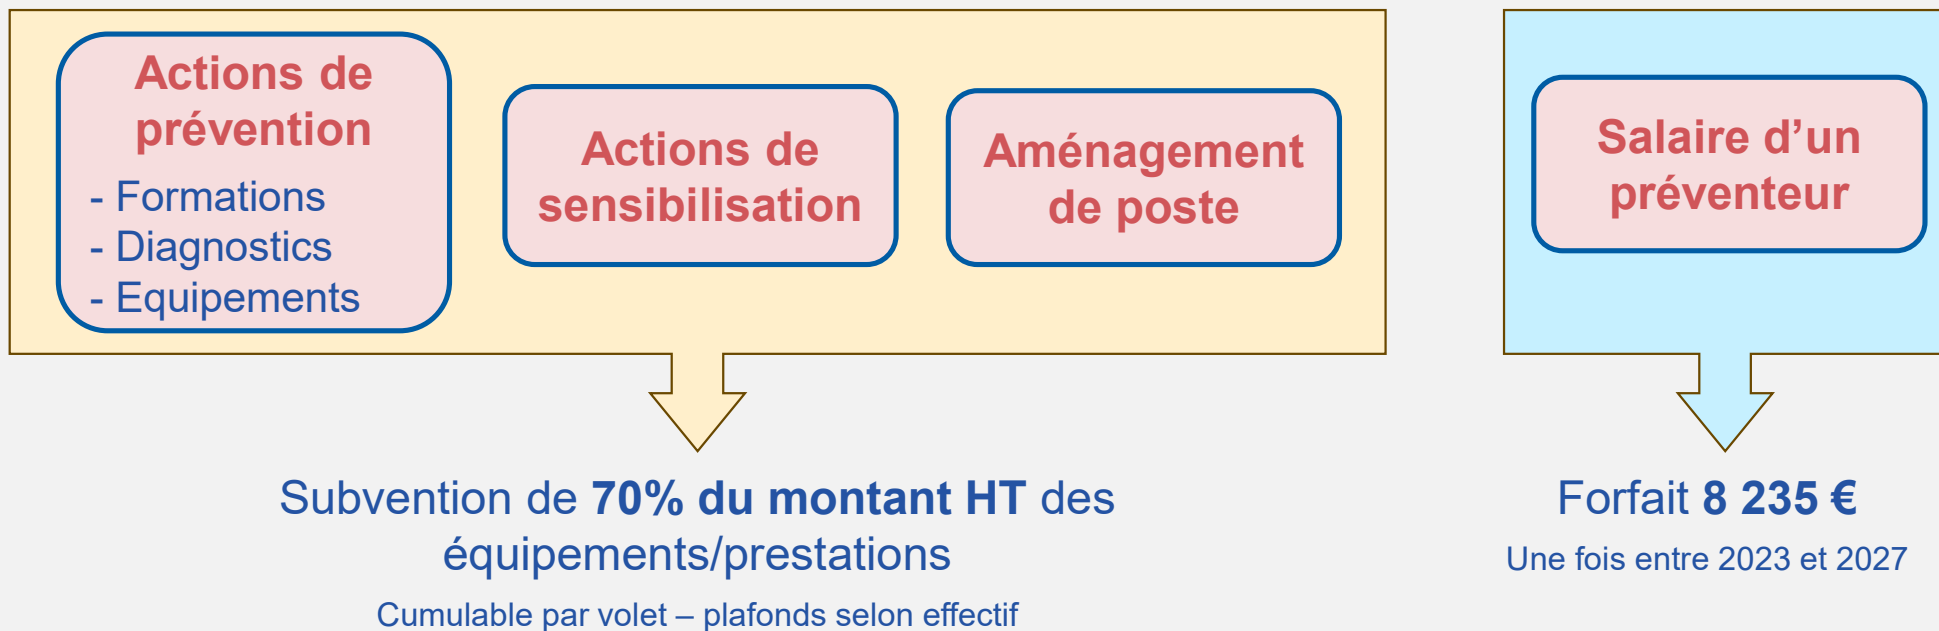 Actions de
prévention
- Formations
- Diagnostics
- Equipements
Actions de
sensibilisation
Aménagement
de poste
Salaire d’un
préventeur
Subvention de 70% du montant HT des
équipements/prestations
Cumulable par volet – plafonds selon effectif
Forfait 8 235 €
Une fois entre 2023 et 2027